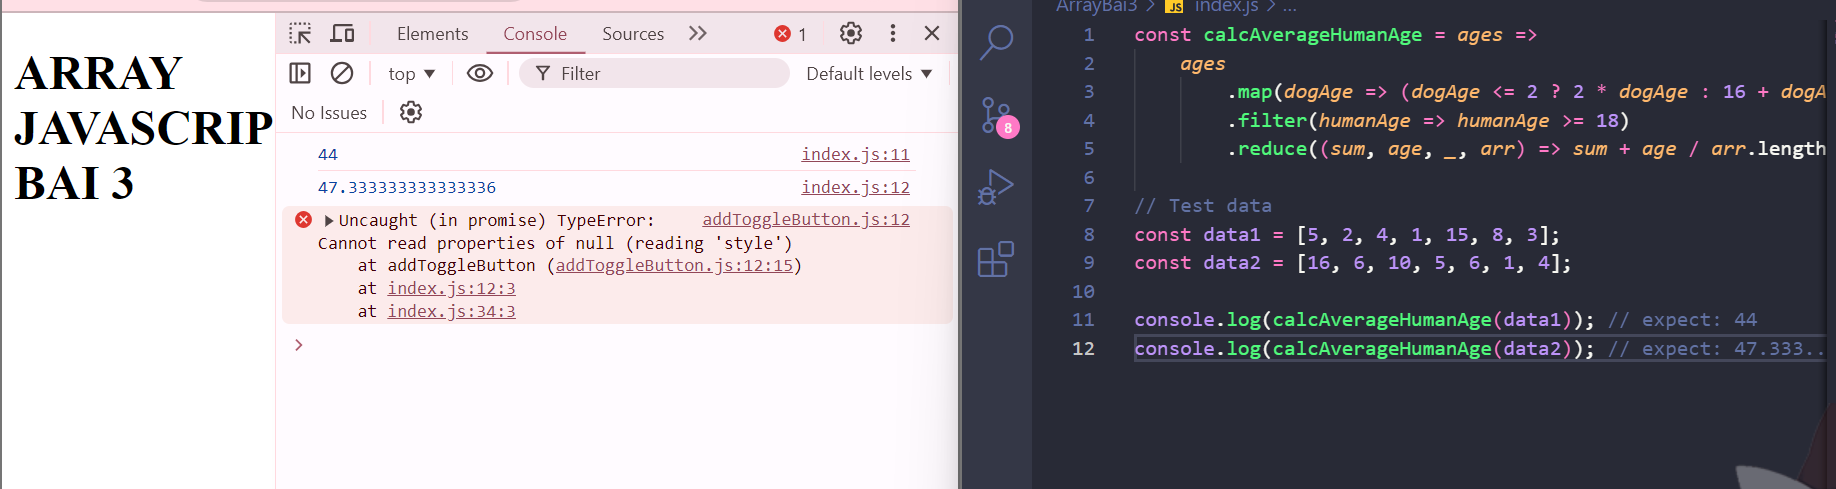 ARRAY
JAVASCRIP
BAI 3
Elements Console Sources 1
top Filter Default levels
No Issues
44 index.js:11
47.333333333333336 index.js:12
Uncaught (in promise) TypeError: addToggleButton.js:12
Cannot read properties of null (reading 'style')
at addToggleButton (addToggleButton.js:12:15)
at index.js:12:3
at index.js:34:3
8
ArrayBai3 > JS index.js > ...
1 const calcAverageHumanAge = ages =>
2 ages
3 .map(dogAge => (dogAge <= 2 ? 2 * dogAge : 16 + dogA
4 .filter(humanAge => humanAge >= 18)
5 .reduce((sum, age, _, arr) => sum + age / arr.length
6
7 // Test data
8 const data1 = [5, 2, 4, 1, 15, 8, 3];
9 const data2 = [16, 6, 10, 5, 6, 1, 4];
10
11 console.log(calcAverageHumanAge(data1)); // expect: 44
12 console.log(calcAverageHumanAge(data2)); // expect: 47.333..